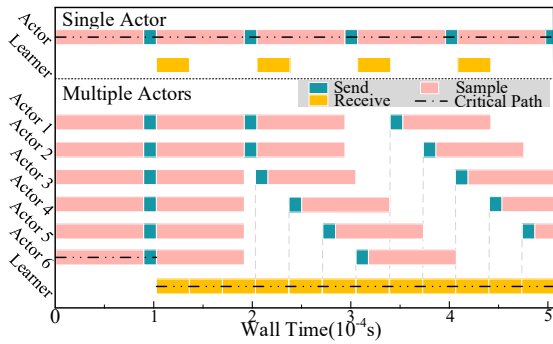 Single Actor
Actor
Learner
Multiple Actors
Send
Sample
Receive
Critical Path
Actor 1
Actor 2
Actor 3
Actor 4
Actor 5
Actor 6
Learner
0 1 2 3 4 5
Wall Time(10⁻⁴s)